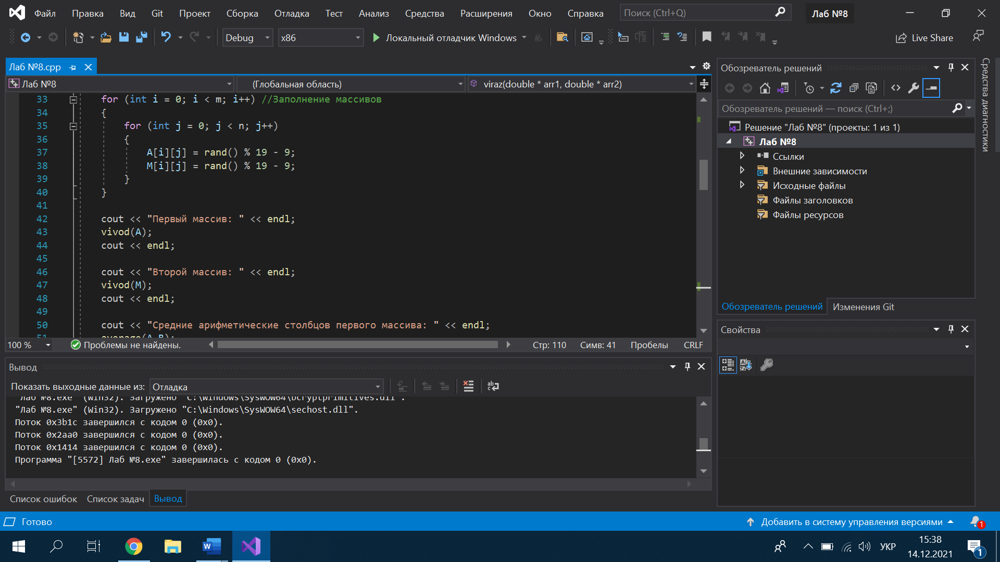 Файл Правка Вид Git Проект Сборка Отладка Тест Анализ Средства Расширения Окно Справка Поиск (Ctrl+Q) Лаб №8
Debug x86 Локальный отладчик Windows Live Share
Лаб №8.cpp
Лаб №8 (Глобальная область) viraz(double * arr1, double * arr2)
33 for (int i = 0; i < m; i++) //Заполнение массивов
34 {
35 for (int j = 0; j < n; j++)
36 {
37 A[i][j] = rand() % 19 - 9;
38 M[i][j] = rand() % 19 - 9;
39 }
40 }
41
42 cout << "Первый массив: " << endl;
43 vivod(A);
44 cout << endl;
45
46 cout << "Второй массив: " << endl;
47 vivod(M);
48 cout << endl;
49
50 cout << "Средние арифметические столбцов первого массива: " << endl;
51 average(A,B);
100 % Проблемы не найдены. Стр: 110 Симв: 41 Пробелы CRLF
Вывод
Показать выходные данные из: Отладка
"Лаб №8.exe" (Win32). Загружено "C:\Windows\SysWOW64\bcryptprimitives.dll".
"Лаб №8.exe" (Win32). Загружено "C:\Windows\SysWOW64\sechost.dll".
Поток 0x3b1c завершился с кодом 0 (0x0).
Поток 0x2aa0 завершился с кодом 0 (0x0).
Поток 0x1414 завершился с кодом 0 (0x0).
Программа "[5572] Лаб №8.exe" завершилась с кодом 0 (0x0).
Список ошибок Список задач Вывод
Обозреватель решений
Обозреватель решений — поиск (Ctrl+;)
Решение "Лаб №8" (проекты: 1 из 1)
Лаб №8
Ссылки
Внешние зависимости
Исходные файлы
Файлы заголовков
Файлы ресурсов
Обозреватель решений Изменения Git
Свойства
Средства диагностики
Готово Добавить в систему управления версиями 1
УКР 15:38
14.12.2021
1